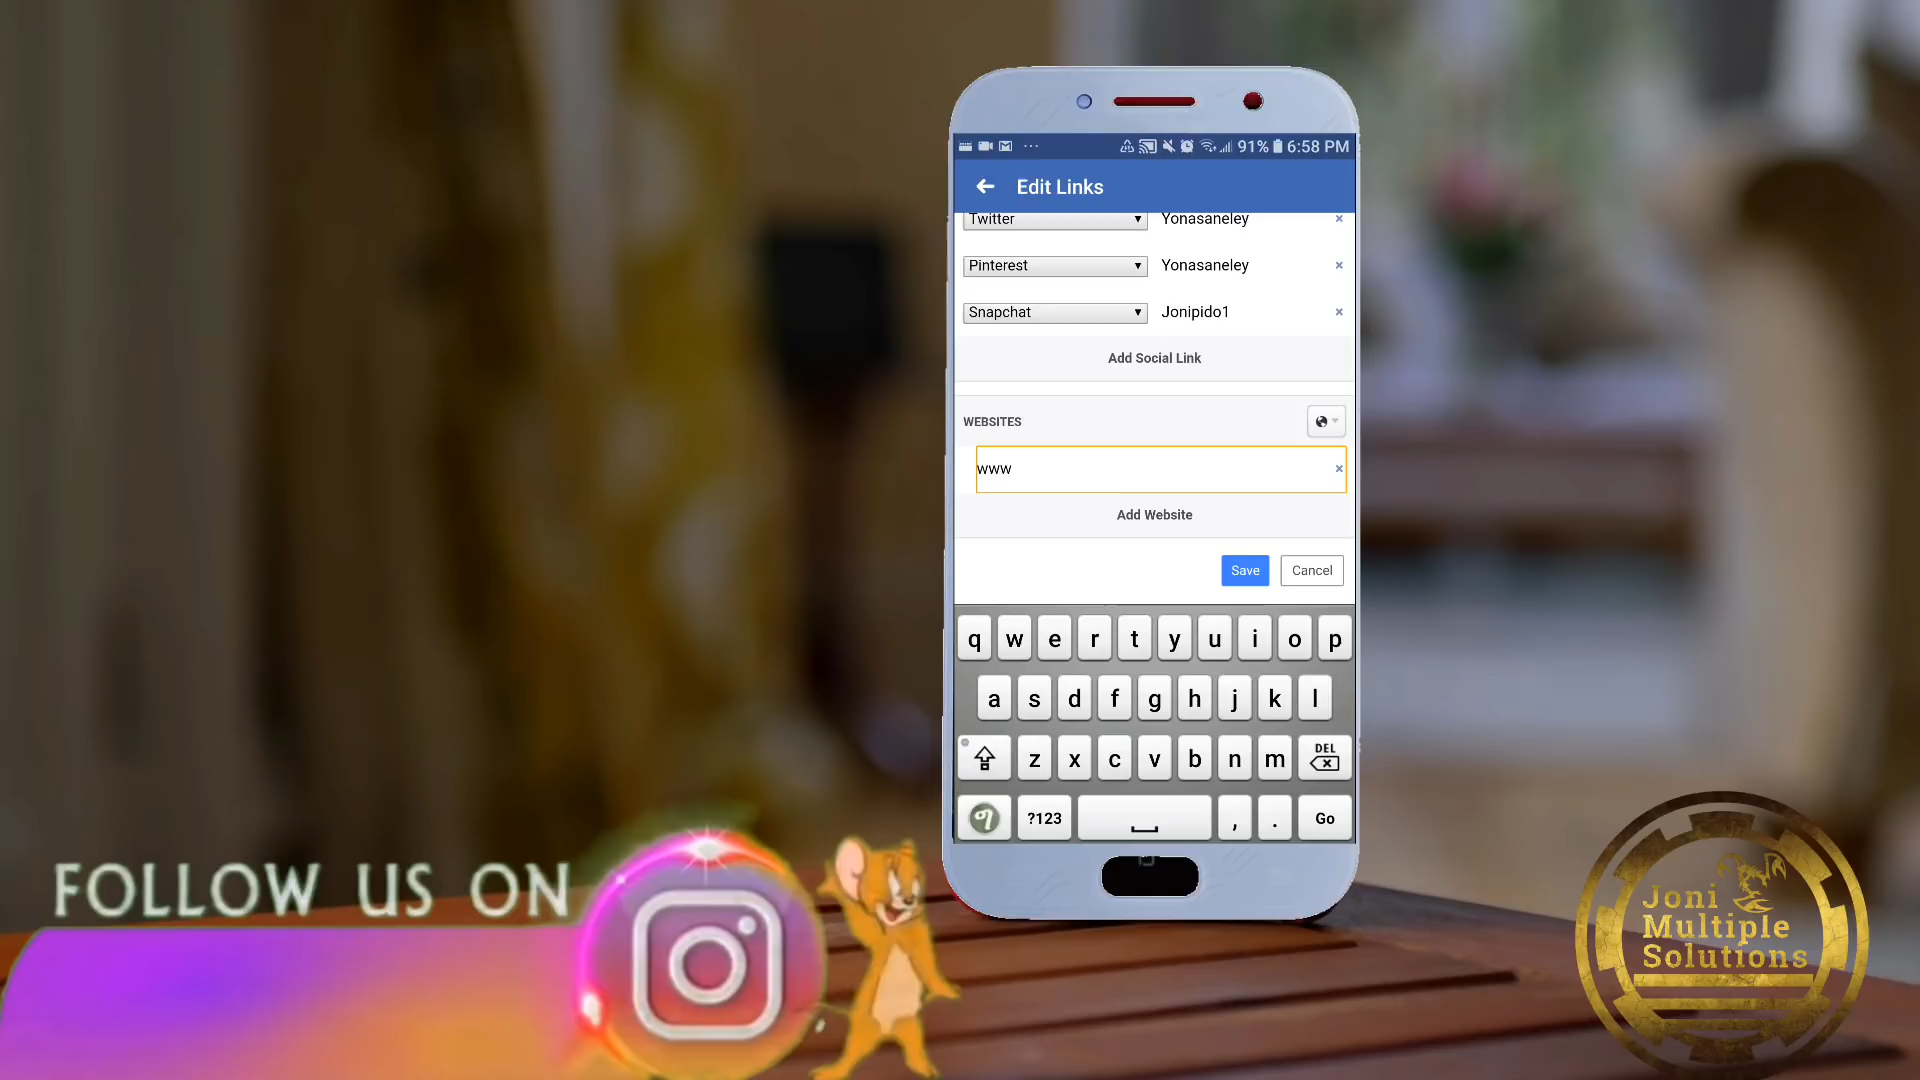 91% 6:58 PM
Edit Links
Twitter Yonasaneley ×
Pinterest Yonasaneley ×
Snapchat Jonipido1 ×
Add Social Link
WEBSITES
www ×
Add Website
Save Cancel
q w e r t y u i o p
a s d f g h j k l
z x c v b n m DEL
?123 , . Go
FOLLOW US ON
Joni
Multiple
Solutions